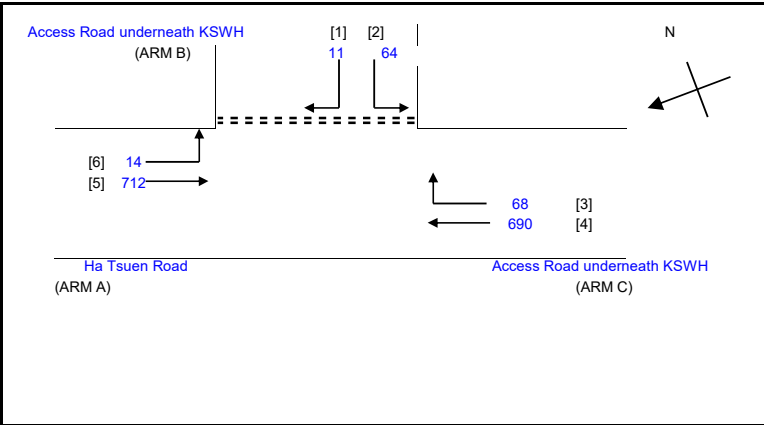 Access Road underneath KSWH [1] [2] N
(ARM B) 11 64
[6] 14
[5] 712
68 [3]
690 [4]
Ha Tsuen Road Access Road underneath KSWH
(ARM A) (ARM C)